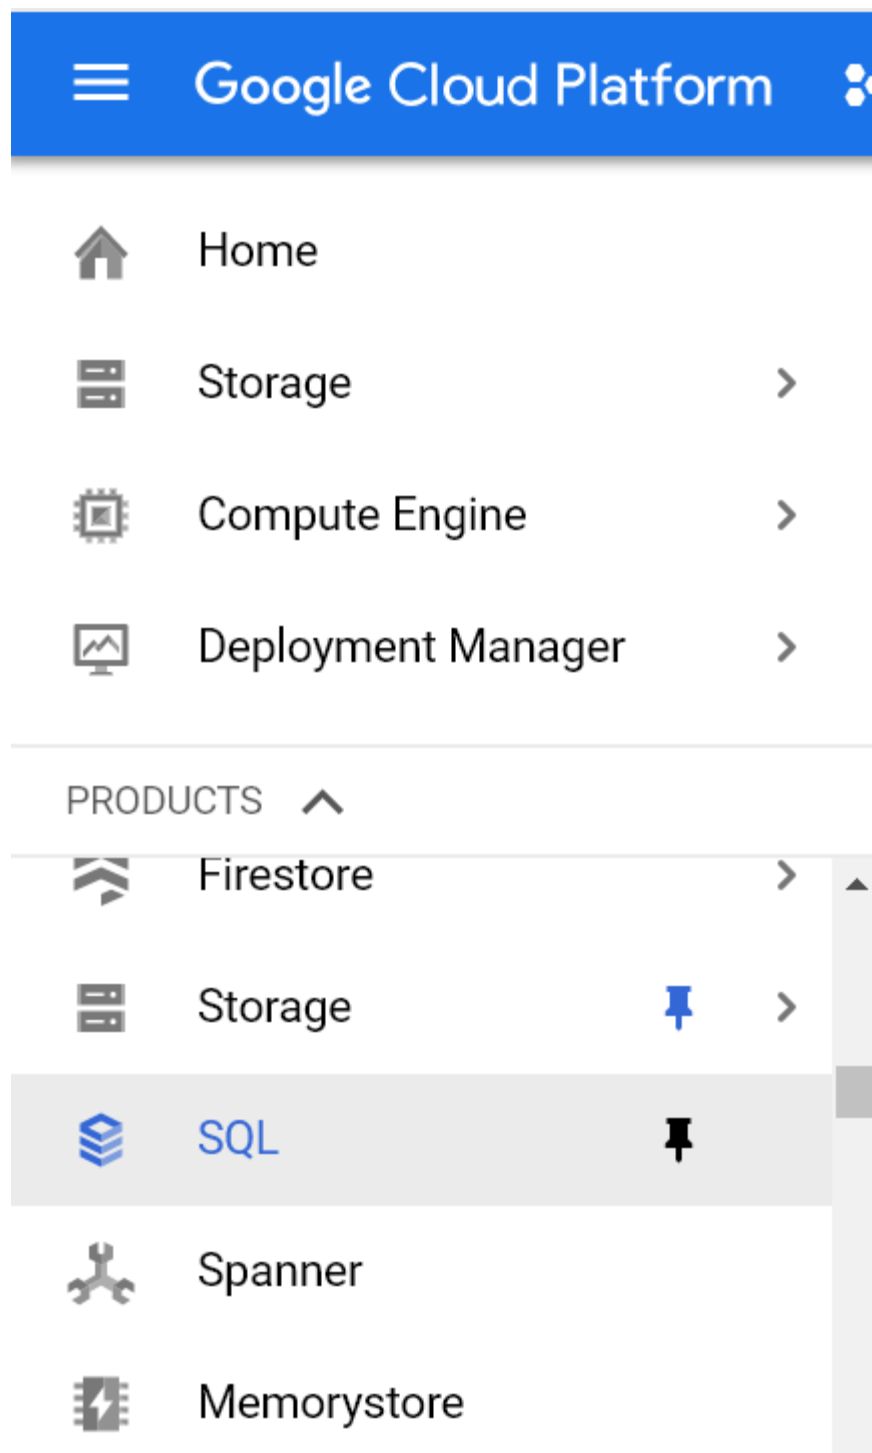 Google Cloud Platform
Home
Storage
Compute Engine
Deployment Manager
PRODUCTS
Firestore
Storage
SQL
Spanner
Memorystore